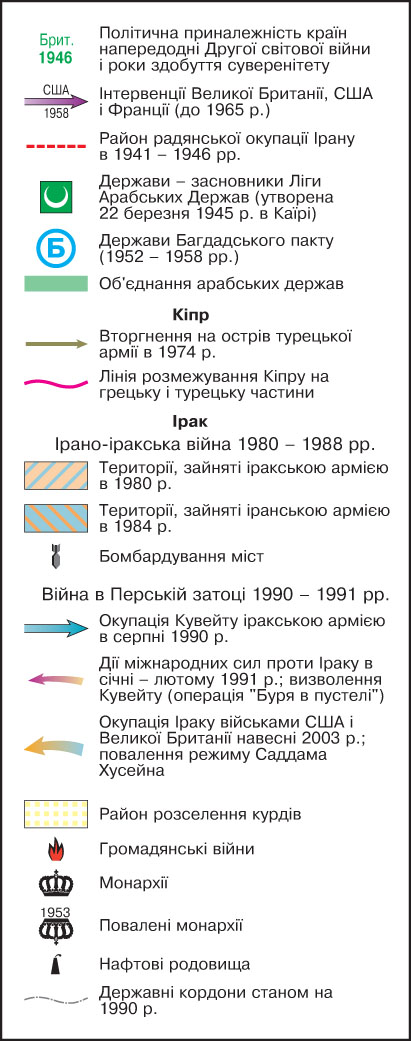 Брит.
1946
Політична приналежність країн
напередодні Другої світової війни
і роки здобуття суверенітету
США
1958
Інтервенції Великої Британії, США
і Франції (до 1965 р.)
Район радянської окупації Ірану
в 1941 – 1946 рр.
Держави – засновники Ліги
Арабських Держав (утворена
22 березня 1945 р. в Каїрі)
Б
Держави Багдадського пакту
(1952 – 1958 рр.)
Об'єднання арабських держав
Кіпр
Вторгнення на острів турецької
армії в 1974 р.
Лінія розмежування Кіпру на
грецьку і турецьку частини
Ірак
Ірано-іракська війна 1980 – 1988 рр.
Території, зайняті іракською армією
в 1980 р.
Території, зайняті іранською армією
в 1984 р.
Бомбардування міст
Війна в Перській затоці 1990 – 1991 рр.
Окупація Кувейту іракською армією
в серпні 1990 р.
Дії міжнародних сил проти Іраку в
січні – лютому 1991 р.; визволення
Кувейту (операція "Буря в пустелі")
Окупація Іраку військами США і
Великої Британії навесні 2003 р.;
повалення режиму Саддама
Хусейна
Район розселення курдів
Громадянські війни
Монархії
1953
Повалені монархії
Нафтові родовища
Державні кордони станом на
1990 р.